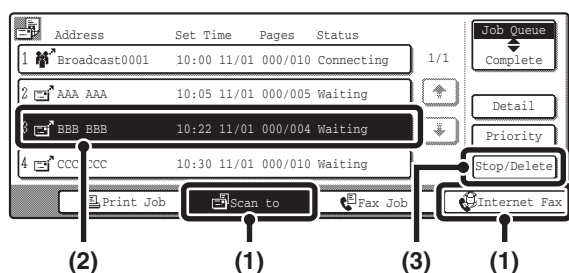 Address Set Time Pages Status
Job Queue
Complete
1 Broadcast0001 10:00 11/01 000/010 Connecting
1/1
2 AAA AAA 10:05 11/01 000/005 Waiting
Detail
3 BBB BBB 10:22 11/01 000/004 Waiting
Priority
4 CCC CCC 10:30 11/01 000/010 Waiting
Stop/Delete
Print Job Scan to Fax Job Internet Fax
(2) (1) (3) (1)